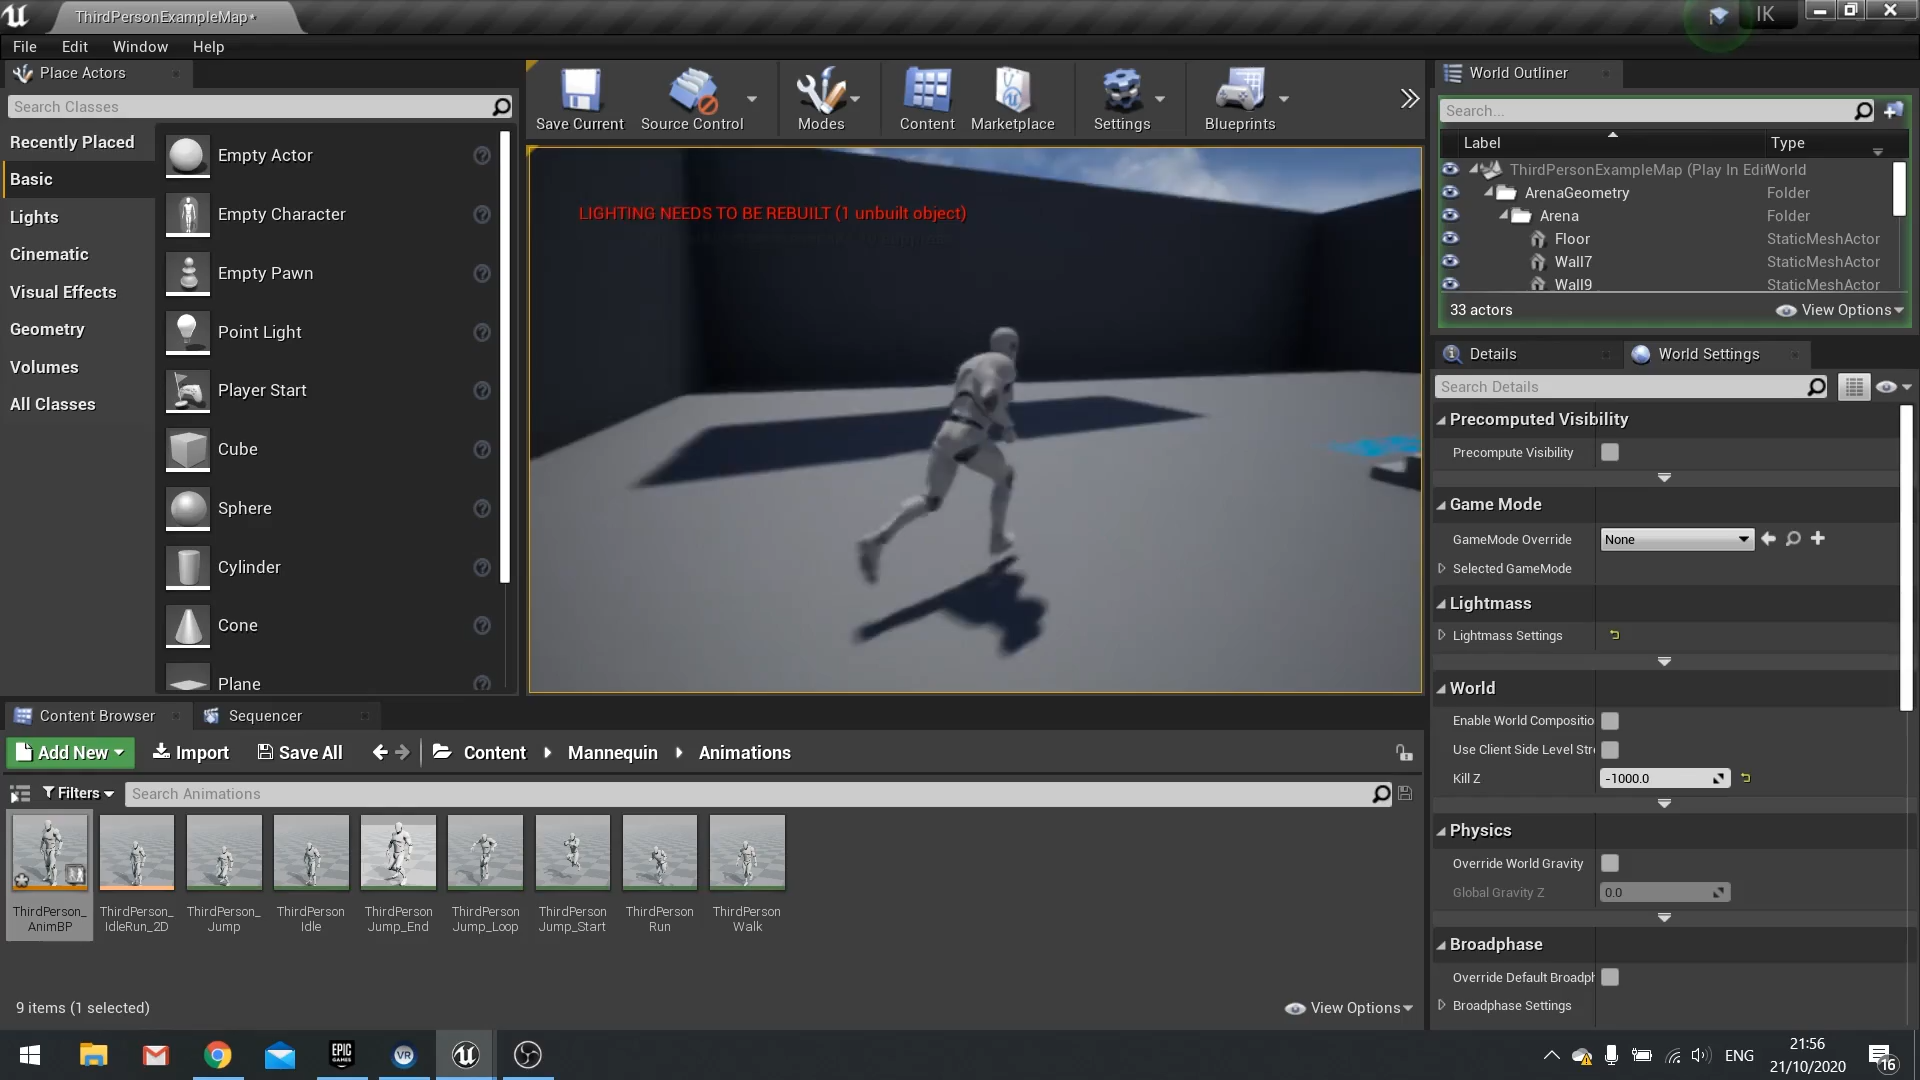 ThirdPersonExampleMap*
IK
File Edit Window Help
Place Actors
Search Classes
Recently Placed
Basic
Lights
Cinematic
Visual Effects
Geometry
Volumes
All Classes
Empty Actor
Empty Character
Empty Pawn
Point Light
Player Start
Cube
Sphere
Cylinder
Cone
Plane
Save Current
Source Control
Modes
Content
Marketplace
Settings
Blueprints
LIGHTING NEEDS TO BE REBUILT (1 unbuilt object)
World Outliner
Search...
Label Type
ThirdPersonExampleMap (Play In Edi World
ArenaGeometry Folder
Arena Folder
Floor StaticMeshActor
Wall7 StaticMeshActor
Wall9 StaticMeshActor
33 actors View Options
Details World Settings
Search Details
Precomputed Visibility
Precompute Visibility
Game Mode
GameMode Override None
Selected GameMode
Lightmass
Lightmass Settings
World
Enable World Compositio
Use Client Side Level Str
Kill Z -1000.0
Physics
Override World Gravity
Global Gravity Z 0.0
Broadphase
Override Default Broadph
Broadphase Settings
Content Browser Sequencer
Add New Import Save All Content Mannequin Animations
Filters Search Animations
ThirdPerson_
AnimBP
ThirdPerson_
IdleRun_2D
ThirdPerson_
Jump
ThirdPerson
Idle
ThirdPerson
Jump_End
ThirdPerson
Jump_Loop
ThirdPerson
Jump_Start
ThirdPerson
Run
ThirdPerson
Walk
9 items (1 selected) View Options
EPIC
GAMES
VR
ENG
21:56
21/10/2020
16